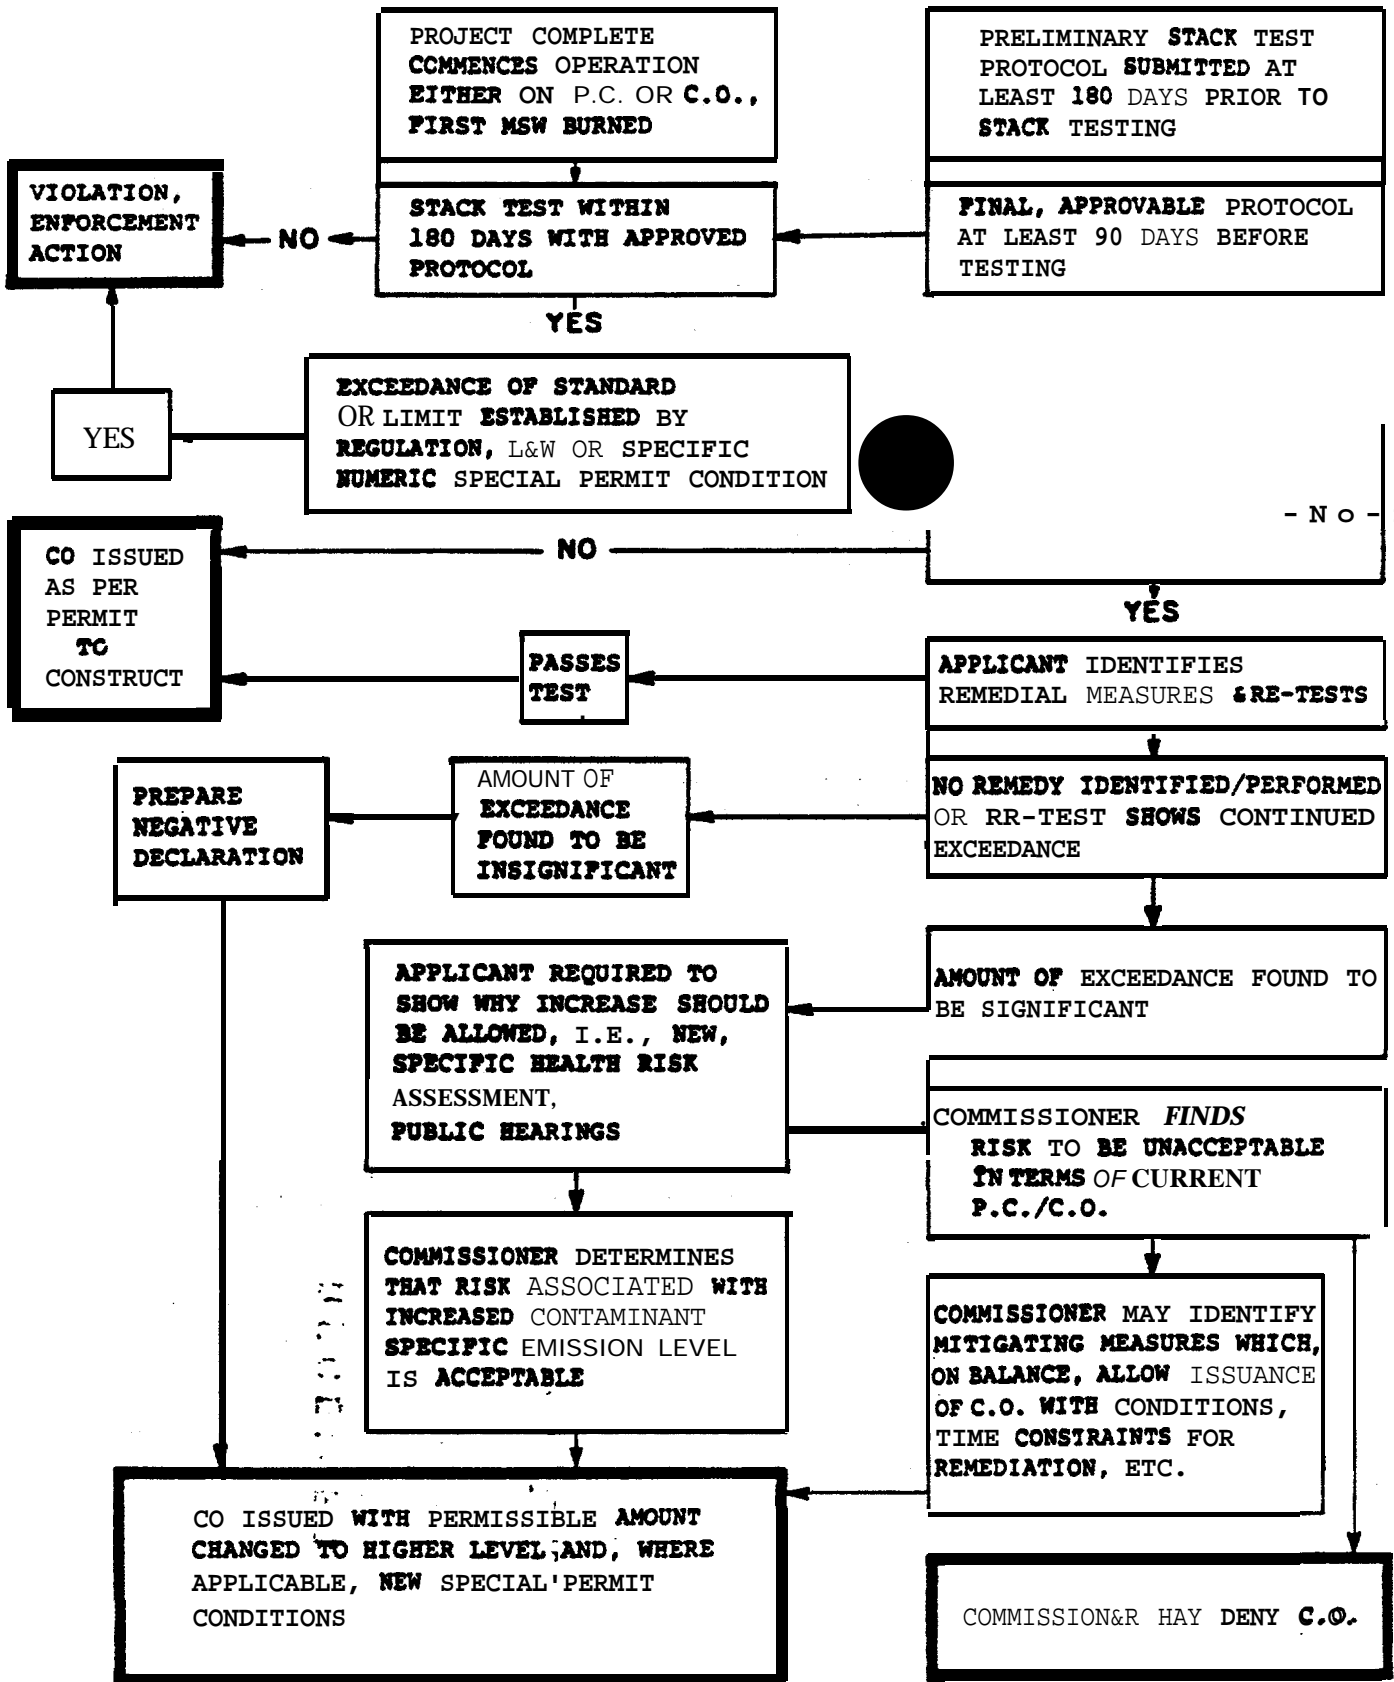 PROJECT COMPLETE
COMMENCES OPERATION
EITHER ON P.C. OR C.O.,
FIRST MSW BURNED
PRELIMINARY STACK TEST
PROTOCOL SUBMITTED AT
LEAST 180 DAYS PRIOR TO
STACK TESTING
VIOLATION,
ENFORCEMENT
ACTION
NO
STACK TEST WITHIN
180 DAYS WITH APPROVED
PROTOCOL
FINAL, APPROVABLE PROTOCOL
AT LEAST 90 DAYS BEFORE
TESTING
YES
YES
EXCEEDANCE OF STANDARD
OR LIMIT ESTABLISHED BY
REGULATION, L&W OR SPECIFIC
NUMERIC SPECIAL PERMIT CONDITION
- No -
CO ISSUED
AS PER
PERMIT
TO
CONSTRUCT
NO
YES
PASSES
TEST
APPLICANT IDENTIFIES
REMEDIAL MEASURES &RE-TESTS
PREPARE
NEGATIVE
DECLARATION
AMOUNT OF
EXCEEDANCE
FOUND TO BE
INSIGNIFICANT
NO REMEDY IDENTIFIED/PERFORMED
OR RR-TEST SHOWS CONTINUED
EXCEEDANCE
APPLICANT REQUIRED TO
SHOW WHY INCREASE SHOULD
BE ALLOWED, I.E., NEW,
SPECIFIC HEALTH RISK
ASSESSMENT,
PUBLIC HEARINGS
AMOUNT OF EXCEEDANCE FOUND TO
BE SIGNIFICANT
COMMISSIONER FINDS
RISK TO BE UNACCEPTABLE
IN TERMS OF CURRENT
P.C./C.O.
COMMISSIONER DETERMINES
THAT RISK ASSOCIATED WITH
INCREASED CONTAMINANT
SPECIFIC EMISSION LEVEL
IS ACCEPTABLE
COMMISSIONER MAY IDENTIFY
MITIGATING MEASURES WHICH,
ON BALANCE, ALLOW ISSUANCE
OF C.O. WITH CONDITIONS,
TIME CONSTRAINTS FOR
REMEDIATION, ETC.
CO ISSUED WITH PERMISSIBLE AMOUNT
CHANGED TO HIGHER LEVEL AND, WHERE
APPLICABLE, NEW SPECIAL'PERMIT
CONDITIONS
COMMISSION&R HAY DENY C.O.